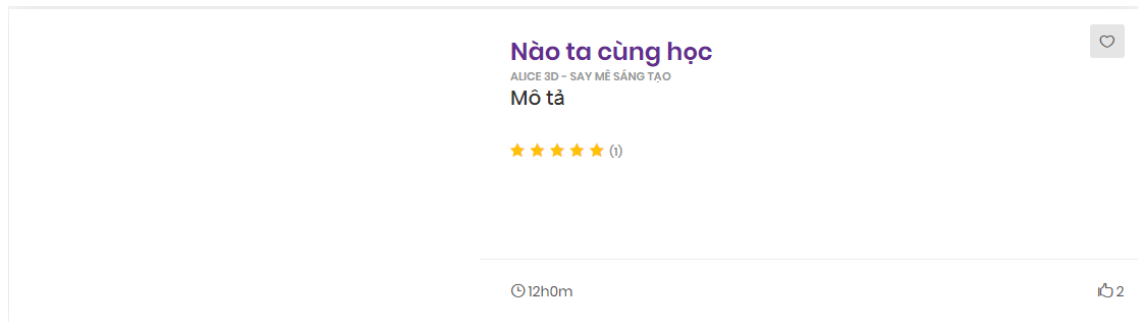 Nào ta cùng học
ALICE 3D - SAY MÊ SÁNG TẠO
Mô tả
(1)
12h0m
2